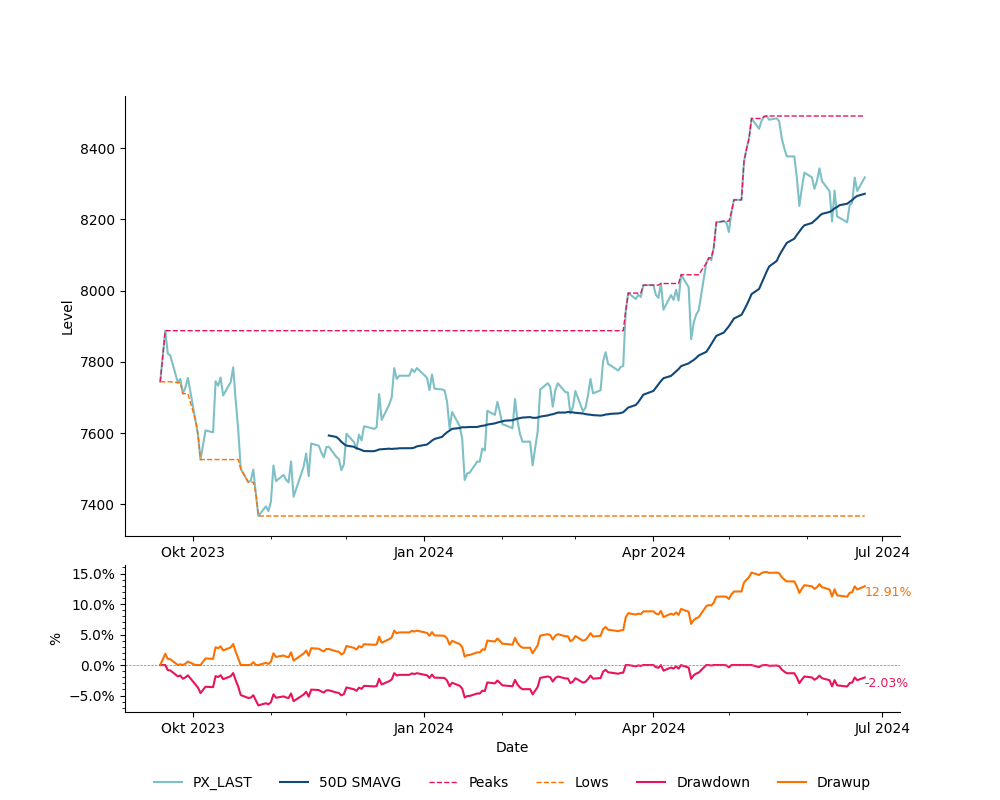 8400
8200
8000
7800
7600
7400
Level
Okt 2023 Jan 2024 Apr 2024 Jul 2024
15.0%
10.0%
5.0%
0.0%
−5.0%
%
12.91%
-2.03%
Okt 2023 Jan 2024 Apr 2024 Jul 2024
Date
PX_LAST 50D SMAVG Peaks Lows Drawdown Drawup